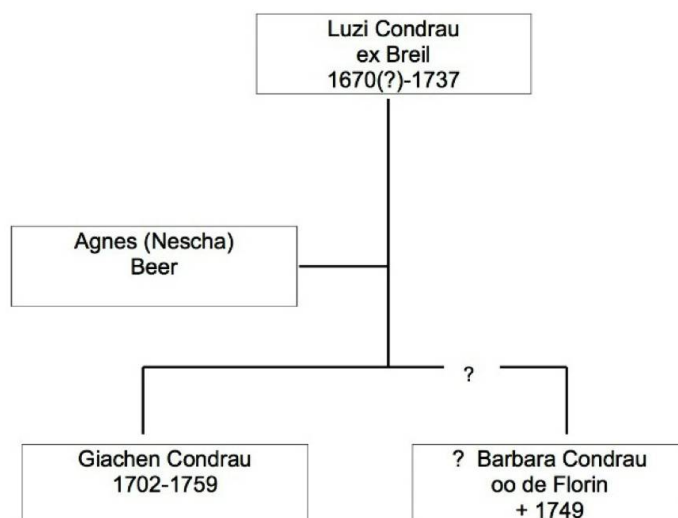 Luzi Condrau
ex Breil
1670(?)-1737
Agnes (Nescha)
Beer
?
Giachen Condrau
1702-1759
? Barbara Condrau
oo de Florin
+ 1749